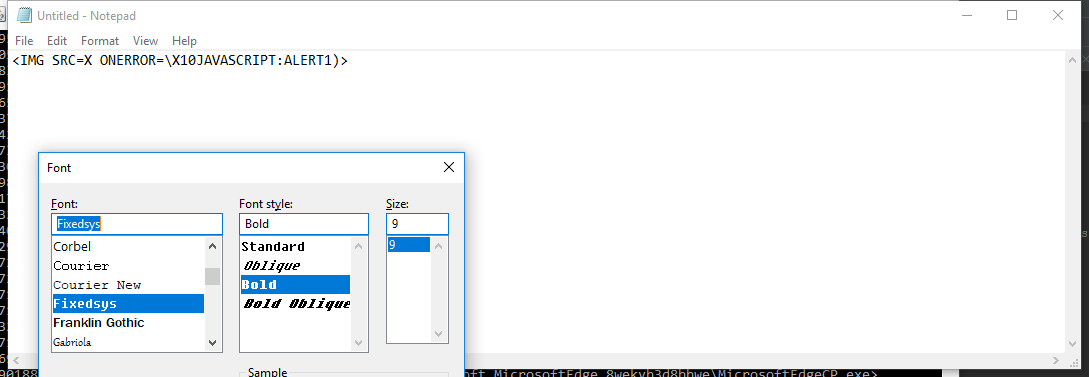 Untitled - Notepad
File Edit Format View Help
<IMG SRC=X ONERROR=\X10JAVASCRIPT:ALERT1)>
Font
Font: Font style: Size:
Fixedsys Bold 9
Corbel Standard 9
Courier Oblique
Courier New Bold
Fixedsys Bold Oblique
Franklin Gothic
Gabriola
Sample
90188 oft.MicrosoftEdge_8wekyb3d8bbwe\MicrosoftEdgeCP.exe>